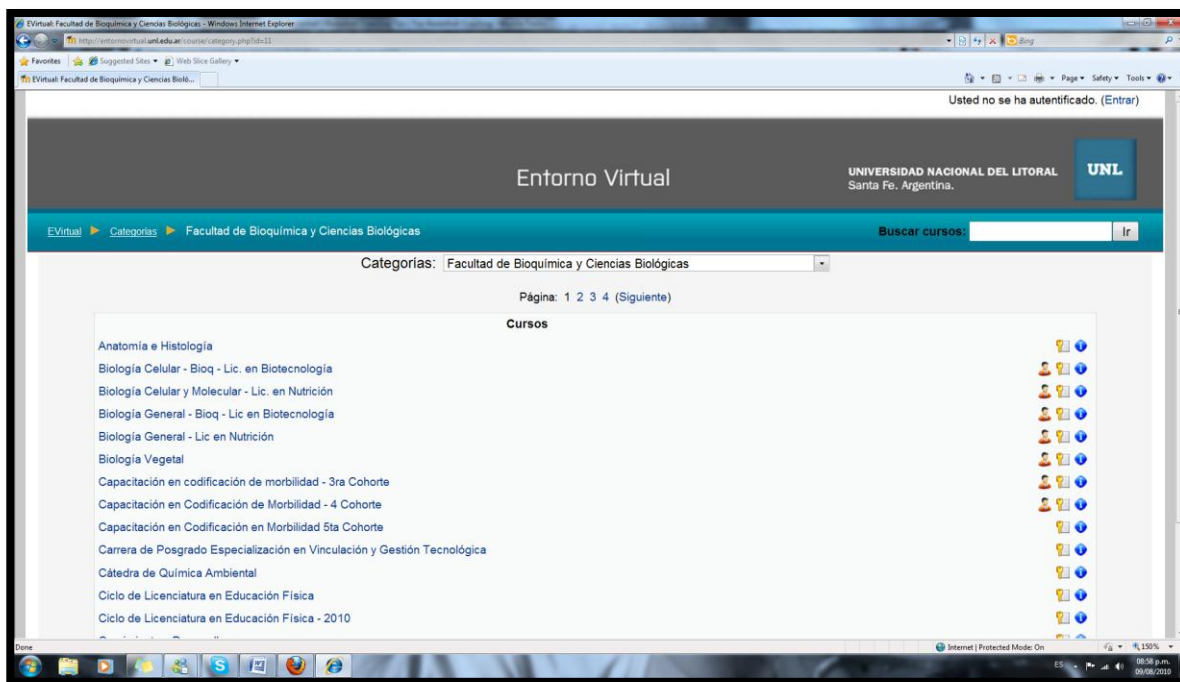 EVirtual: Facultad de Bioquímica y Ciencias Biológicas - Windows Internet Explorer
http://entornovirtual.unl.edu.ar/course/category.php?id=11
Bing
Favorites Suggested Sites Web Slice Gallery
EVirtual: Facultad de Bioquímica y Ciencias Bioló...
Page Safety Tools
Usted no se ha autentificado. (Entrar)
Entorno Virtual
UNIVERSIDAD NACIONAL DEL LITORAL
Santa Fe. Argentina.
UNL
EVirtual Categorías Facultad de Bioquímica y Ciencias Biológicas
Buscar cursos: Ir
Categorías: Facultad de Bioquímica y Ciencias Biológicas
Página: 1 2 3 4 (Siguiente)
Cursos
Anatomía e Histología
Biología Celular - Bioq - Lic. en Biotecnología
Biología Celular y Molecular - Lic. en Nutrición
Biología General - Bioq - Lic en Biotecnología
Biología General - Lic en Nutrición
Biología Vegetal
Capacitación en codificación de morbilidad - 3ra Cohorte
Capacitación en Codificación de Morbilidad - 4 Cohorte
Capacitación en Codificación en Morbilidad 5ta Cohorte
Carrera de Posgrado Especialización en Vinculación y Gestión Tecnológica
Cátedra de Química Ambiental
Ciclo de Licenciatura en Educación Física
Ciclo de Licenciatura en Educación Física - 2010
Done
Internet | Protected Mode: On
150%
ES
08:58 p.m.
09/08/2010